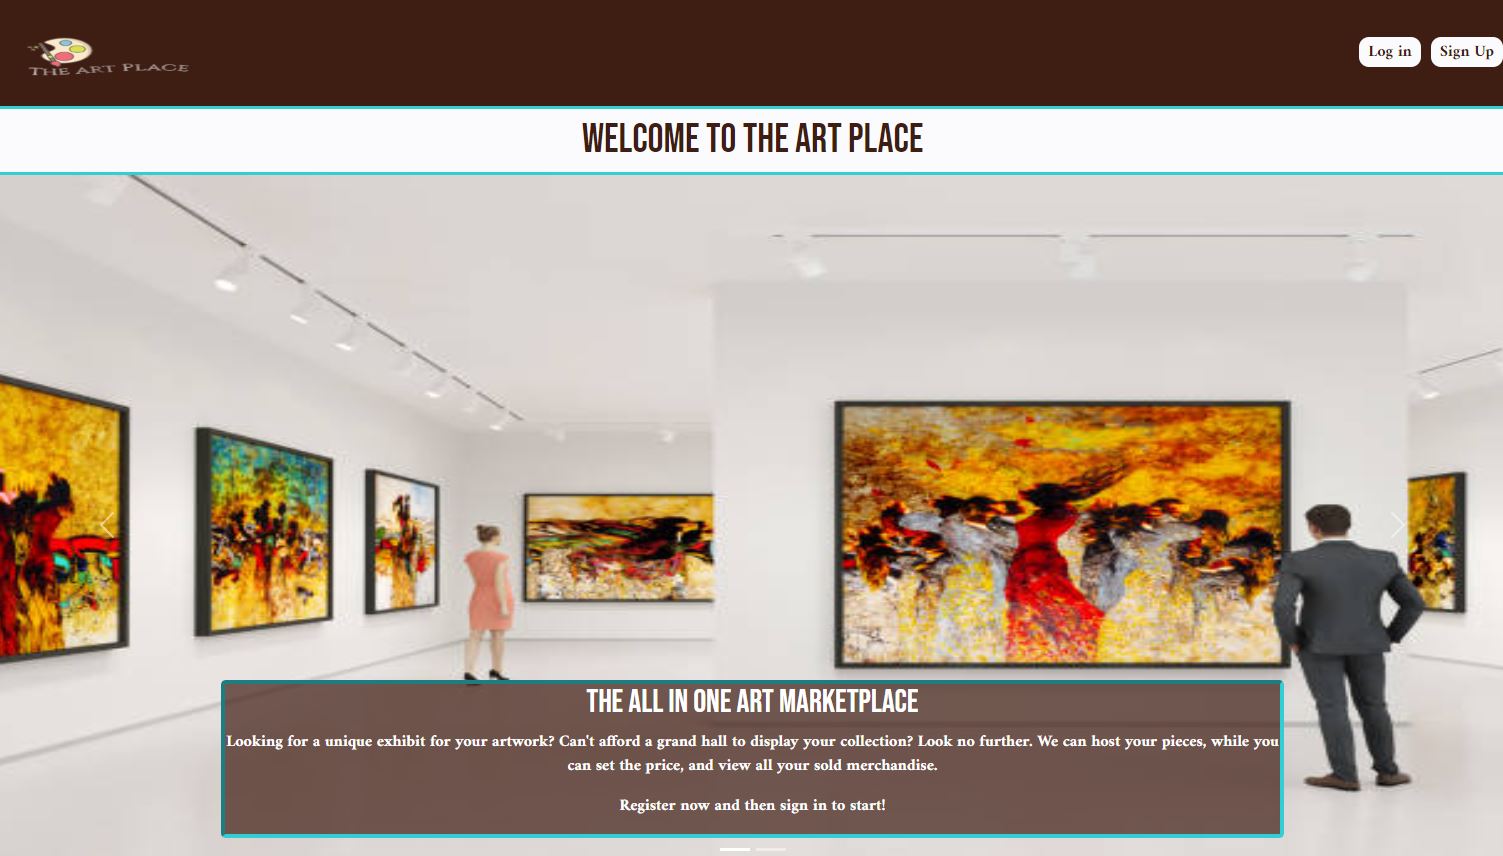 THE ART PLACE
Log in
Sign Up
WELCOME TO THE ART PLACE
THE ALL IN ONE ART MARKETPLACE
Looking for a unique exhibit for your artwork? Can't afford a grand hall to display your collection? Look no further. We can host your pieces, while you
can set the price, and view all your sold merchandise.
Register now and then sign in to start!